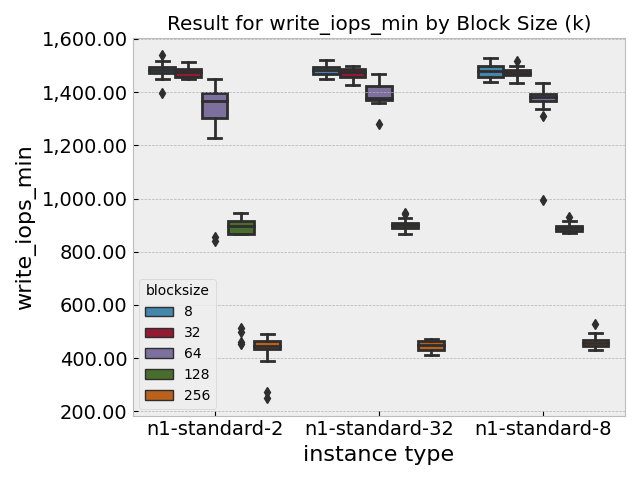 Result for write_iops_min by Block Size (k)
1,600.00
1,400.00
1,200.00
1,000.00
800.00
600.00
400.00
200.00
write_iops_min
blocksize
8
32
64
128
256
n1-standard-2
n1-standard-32
n1-standard-8
instance type